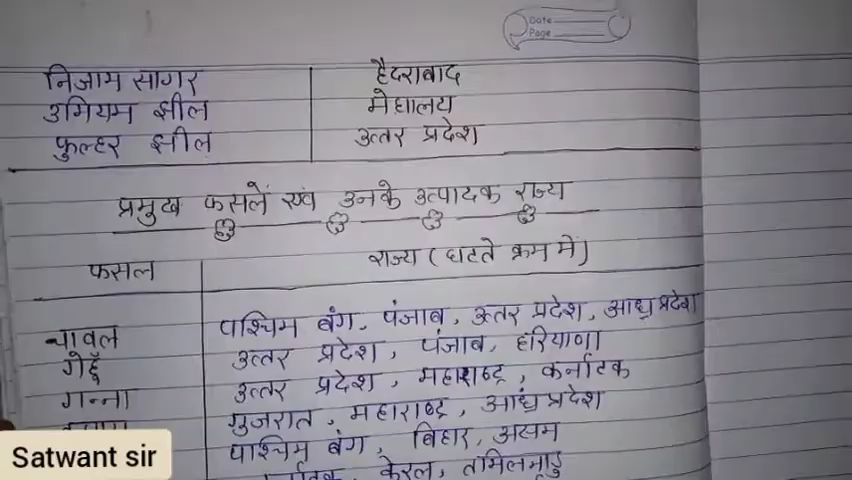 Date
Page
निजाम सागर हैदराबाद
उमियम झील मेघालय
फुल्हर झील उत्तर प्रदेश
प्रमुख फसलें एवं उनके उत्पादक राज्य
फसल राज्य (घटते क्रम में)
चावल पश्चिम बंग, पंजाब, उत्तर प्रदेश, आंध्र प्रदेश
गेहूँ उत्तर प्रदेश, पंजाब, हरियाणा
गन्ना उत्तर प्रदेश, महाराष्ट्र, कर्नाटक
गुजरात, महाराष्ट्र, आंध्र प्रदेश
पश्चिम बंग, बिहार, असम
केरल, तमिलनाडु
Satwant sir